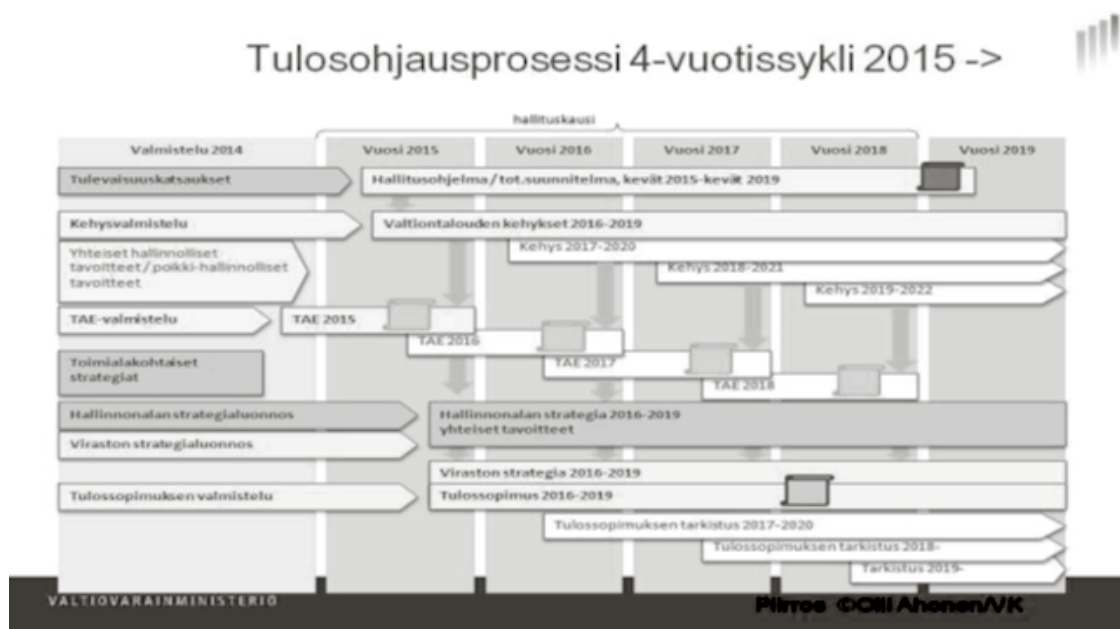 Tulosohjausprosessi 4-vuotissykli 2015 ->
hallituskausi
Valmistelu 2014
Vuosi 2015
Vuosi 2016
Vuosi 2017
Vuosi 2018
Vuosi 2019
Tulevaisuuskatsaukset
Hallitusohjelma / tot.suunnitelma, kevät 2015-kevät 2019
Kehysvalmistelu
Valtiontalouden kehykset 2016-2019
Yhteiset hallinnolliset
tavoitteet / poikki-hallinnolliset
tavoitteet
Kehys 2017-2020
Kehys 2018-2021
Kehys 2019-2022
TAE-valmistelu
TAE 2015
TAE 2016
TAE 2017
TAE 2018
Toimialakohtaiset
strategiat
Hallinnonalan strategialuonnos
Hallinnonalan strategia 2016-2019
yhteiset tavoitteet
Viraston strategialuonnos
Viraston strategia 2016-2019
Tulossopimuksen valmistelu
Tulossopimus 2016-2019
Tulossopimuksen tarkistus 2017-2020
Tulossopimuksen tarkistus 2018-
Tarkistus 2019-
VALTIOVARAINMINISTERIÖ
Piirros ©Olli Ahonen/VK